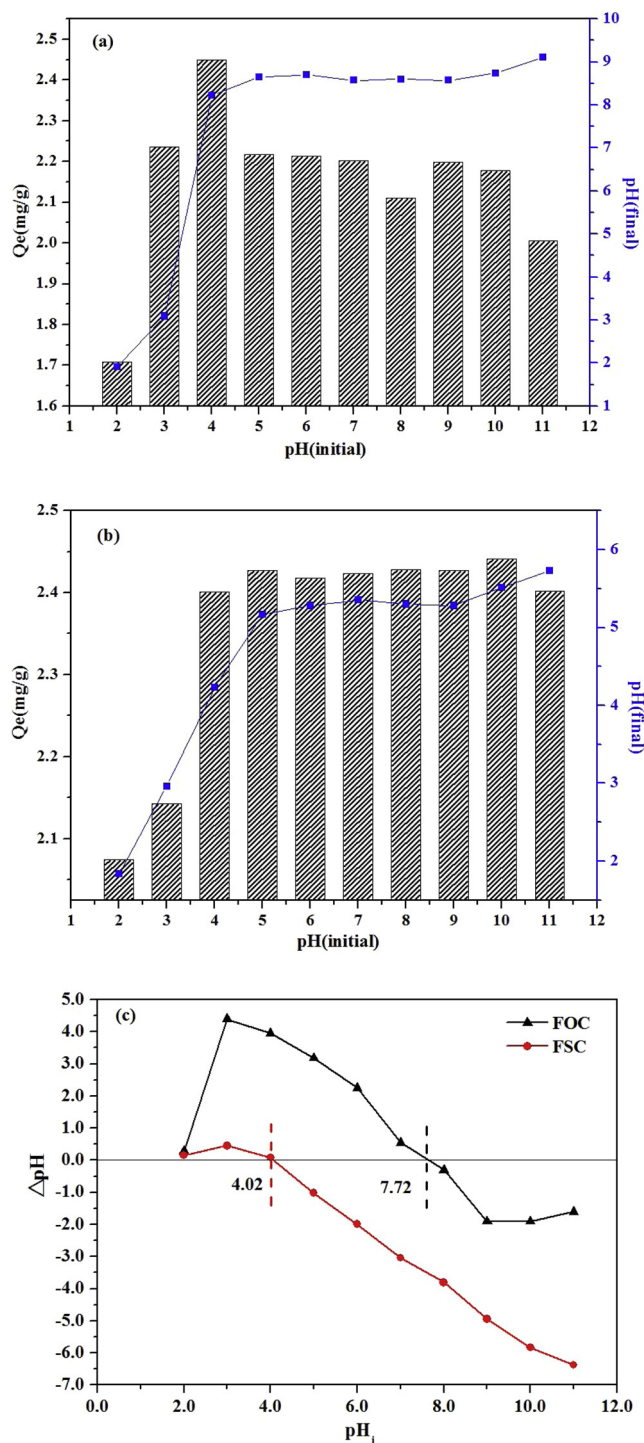 (a)
2.5
2.4
2.3
2.2
2.1
2.0
1.9
1.8
1.7
1.6
Qe(mg/g)
10
9
8
7
6
5
4
3
2
1
pH(final)
1 2 3 4 5 6 7 8 9 10 11 12
pH(initial)
(b)
2.5
2.4
2.3
2.2
2.1
Qe(mg/g)
6
5
4
3
2
pH(final)
1 2 3 4 5 6 7 8 9 10 11 12
pH(initial)
(c)
FOC
FSC
5.0
4.0
3.0
2.0
1.0
0.0
-1.0
-2.0
-3.0
-4.0
-5.0
-6.0
-7.0
△pH
4.02 7.72
0.0 2.0 4.0 6.0 8.0 10.0 12.0
pHi